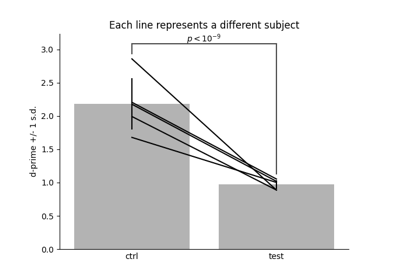 Each line represents a different subject
p < 10⁻⁹
3.0
2.5
2.0
1.5
1.0
0.5
0.0
d-prime +/- 1 s.d.
ctrl
test